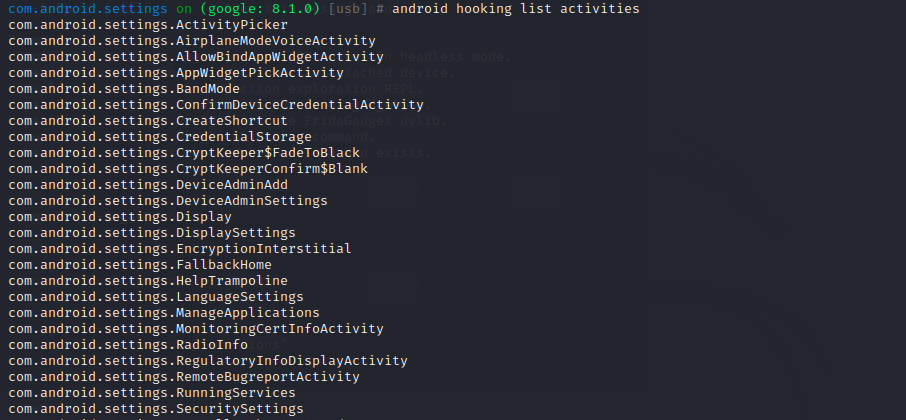 com.android.settings on (google: 8.1.0) [usb] # android hooking list activities
com.android.settings.ActivityPicker
com.android.settings.AirplaneModeVoiceActivity
com.android.settings.AllowBindAppWidgetActivity
com.android.settings.AppWidgetPickActivity
com.android.settings.BandMode
com.android.settings.ConfirmDeviceCredentialActivity
com.android.settings.CreateShortcut
com.android.settings.CredentialStorage
com.android.settings.CryptKeeper$FadeToBlack
com.android.settings.CryptKeeperConfirm$Blank
com.android.settings.DeviceAdminAdd
com.android.settings.DeviceAdminSettings
com.android.settings.Display
com.android.settings.DisplaySettings
com.android.settings.EncryptionInterstitial
com.android.settings.FallbackHome
com.android.settings.HelpTrampoline
com.android.settings.LanguageSettings
com.android.settings.ManageApplications
com.android.settings.MonitoringCertInfoActivity
com.android.settings.RadioInfo
com.android.settings.RegulatoryInfoDisplayActivity
com.android.settings.RemoteBugreportActivity
com.android.settings.RunningServices
com.android.settings.SecuritySettings